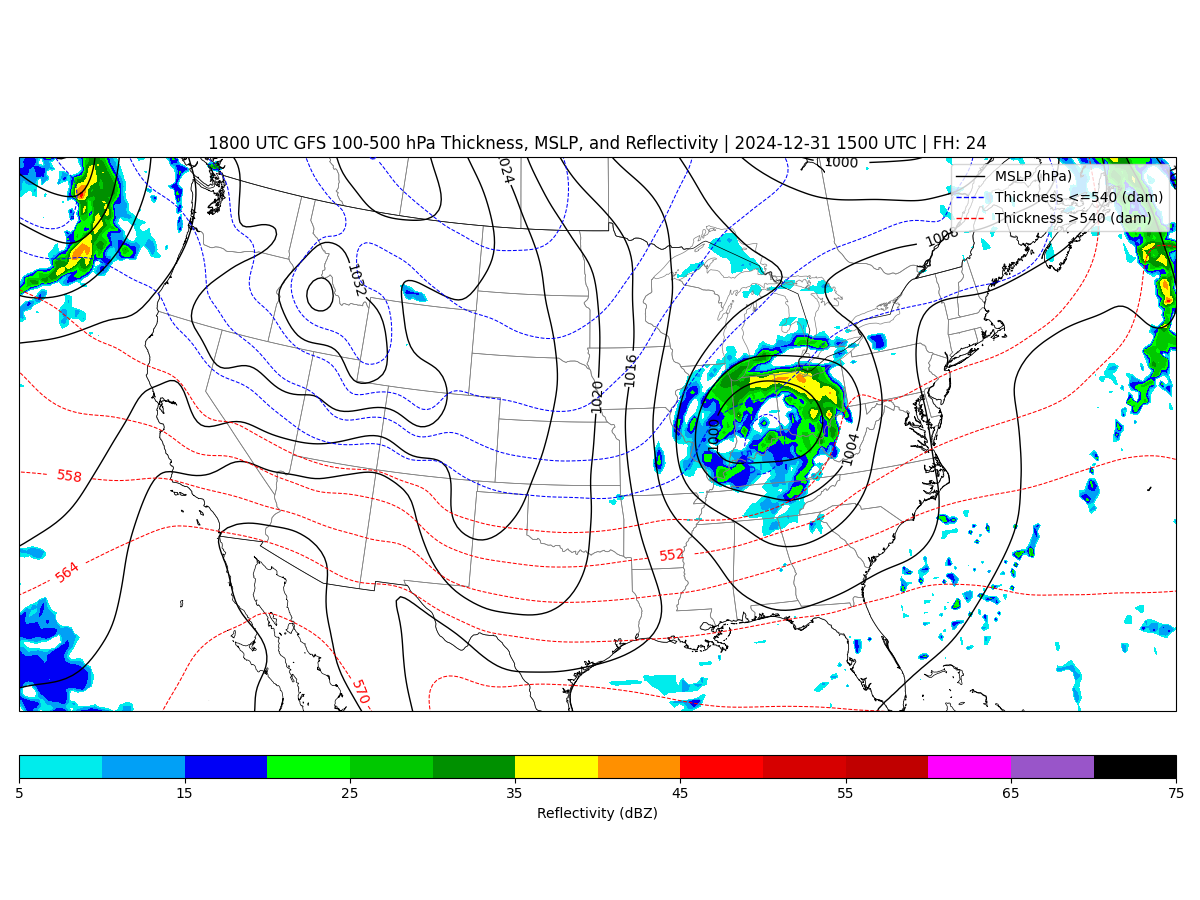 1800 UTC GFS 100-500 hPa Thickness, MSLP, and Reflectivity | 2024-12-31 1500 UTC | FH: 24
1024
1000
MSLP (hPa)
Thickness <=540 (dam)
Thickness >540 (dam)
1008
1032
1016
1020
1004
558
552
564
570
5 15 25 35 45 55 65 75
Reflectivity (dBZ)